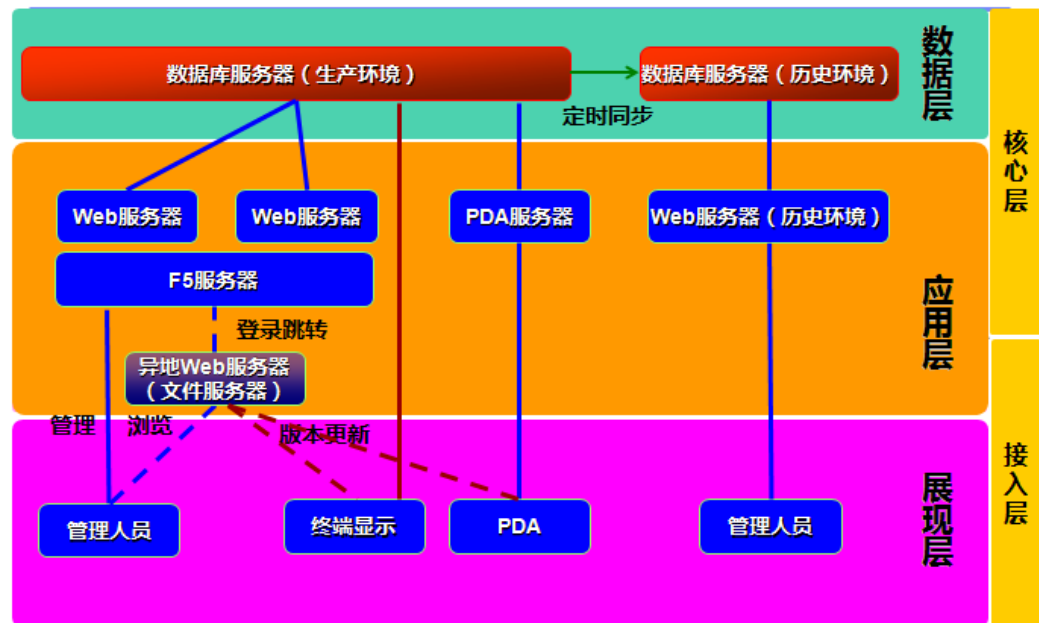 数据库服务器（生产环境）
数据库服务器（历史环境）
定时同步
数据层
Web服务器
Web服务器
PDA服务器
Web服务器（历史环境）
F5服务器
登录跳转
异地Web服务器
（文件服务器）
应用层
核心层
管理
浏览
版本更新
管理人员
终端显示
PDA
管理人员
展现层
接入层